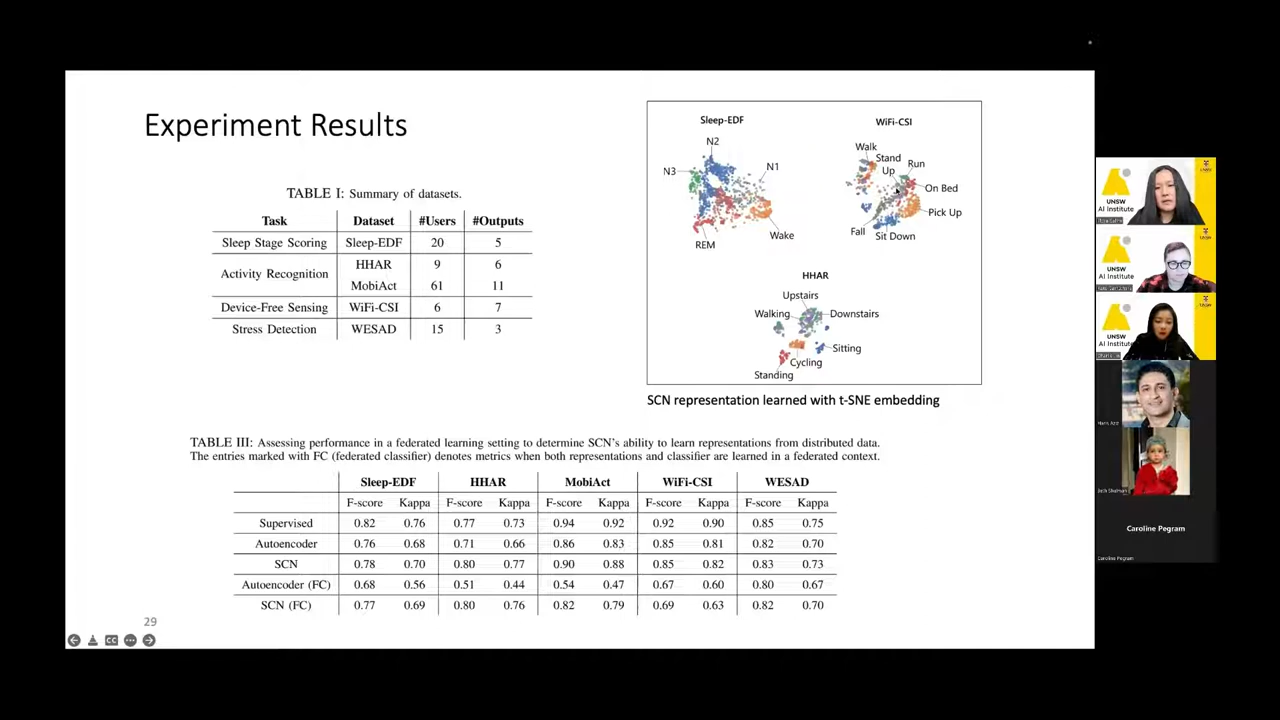 Experiment Results
TABLE I: Summary of datasets.
Task Dataset #Users #Outputs
Sleep Stage Scoring Sleep-EDF 20 5
Activity Recognition HHAR 9 6
MobiAct 61 11
Device-Free Sensing WiFi-CSI 6 7
Stress Detection WESAD 15 3
Sleep-EDF
N2
N3
N1
Wake
REM
WiFi-CSI
Walk
Stand
Up
Run
On Bed
Pick Up
Fall
Sit Down
HHAR
Upstairs
Walking
Downstairs
Sitting
Cycling
Standing
SCN representation learned with t-SNE embedding
TABLE III: Assessing performance in a federated learning setting to determine SCN's ability to learn representations from distributed data.
The entries marked with FC (federated classifier) denotes metrics when both representations and classifier are learned in a federated context.
Sleep-EDF HHAR MobiAct WiFi-CSI WESAD
F-score Kappa F-score Kappa F-score Kappa F-score Kappa F-score Kappa
Supervised 0.82 0.76 0.77 0.73 0.94 0.92 0.92 0.90 0.85 0.75
Autoencoder 0.76 0.68 0.71 0.66 0.86 0.83 0.85 0.81 0.82 0.70
SCN 0.78 0.70 0.80 0.77 0.90 0.88 0.85 0.82 0.83 0.73
Autoencoder (FC) 0.68 0.56 0.51 0.44 0.54 0.47 0.67 0.60 0.80 0.67
SCN (FC) 0.77 0.69 0.80 0.76 0.82 0.79 0.69 0.63 0.82 0.70
29
CC
UNSW
AI Institute
UNSW
AI Institute
UNSW
AI Institute
Caroline Pegram
Caroline Pegram